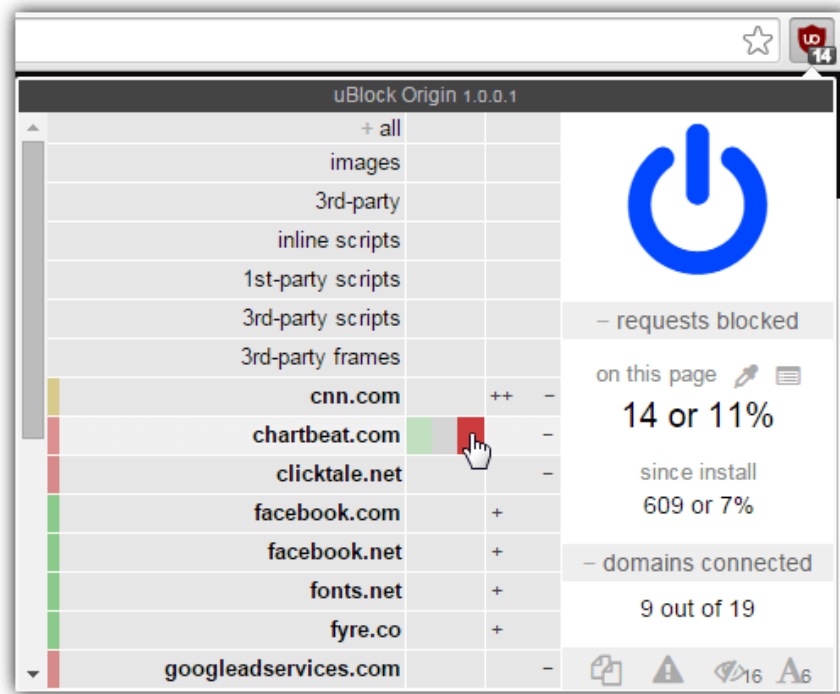 uo
14
uBlock Origin 1.0.0.1
+ all
images
3rd-party
inline scripts
1st-party scripts
3rd-party scripts
3rd-party frames
cnn.com ++ –
chartbeat.com –
clicktale.net –
facebook.com +
facebook.net +
fonts.net +
fyre.co +
googleadservices.com –
– requests blocked
on this page
14 or 11%
since install
609 or 7%
– domains connected
9 out of 19
16 A6